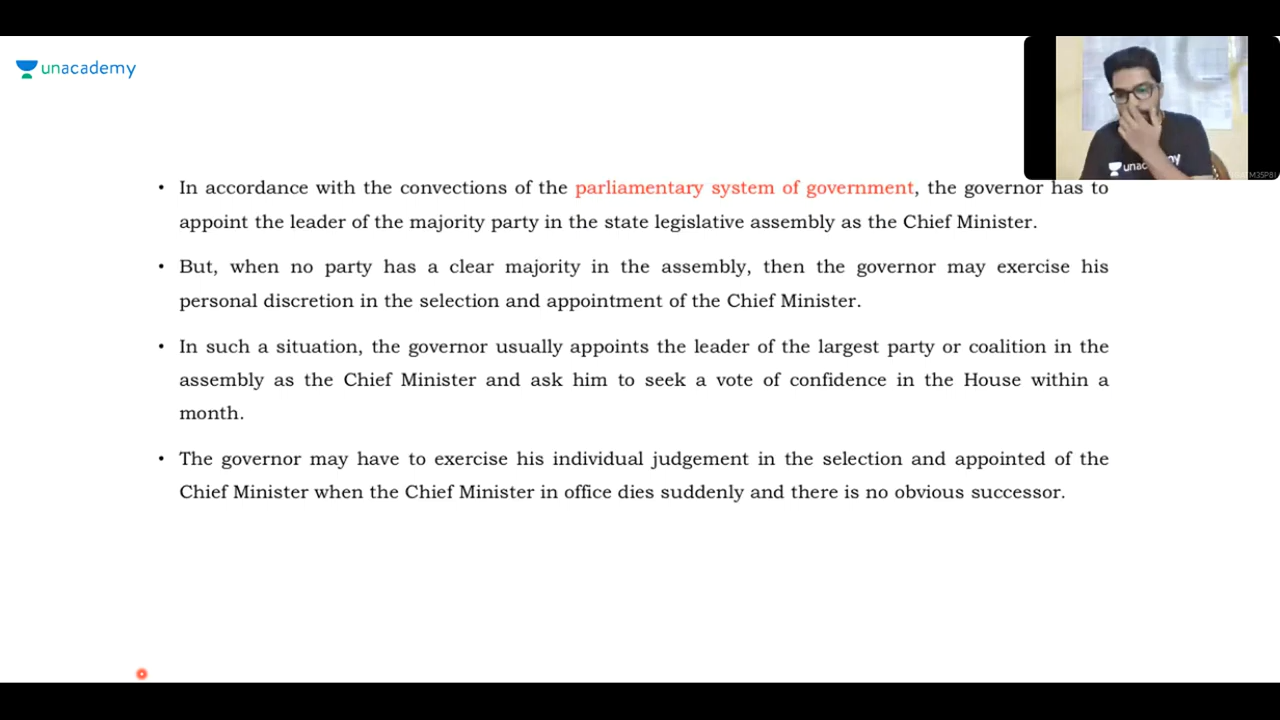 unacademy
• In accordance with the convections of the parliamentary system of government, the governor has to
appoint the leader of the majority party in the state legislative assembly as the Chief Minister.
• But, when no party has a clear majority in the assembly, then the governor may exercise his
personal discretion in the selection and appointment of the Chief Minister.
• In such a situation, the governor usually appoints the leader of the largest party or coalition in the
assembly as the Chief Minister and ask him to seek a vote of confidence in the House within a
month.
• The governor may have to exercise his individual judgement in the selection and appointed of the
Chief Minister when the Chief Minister in office dies suddenly and there is no obvious successor.